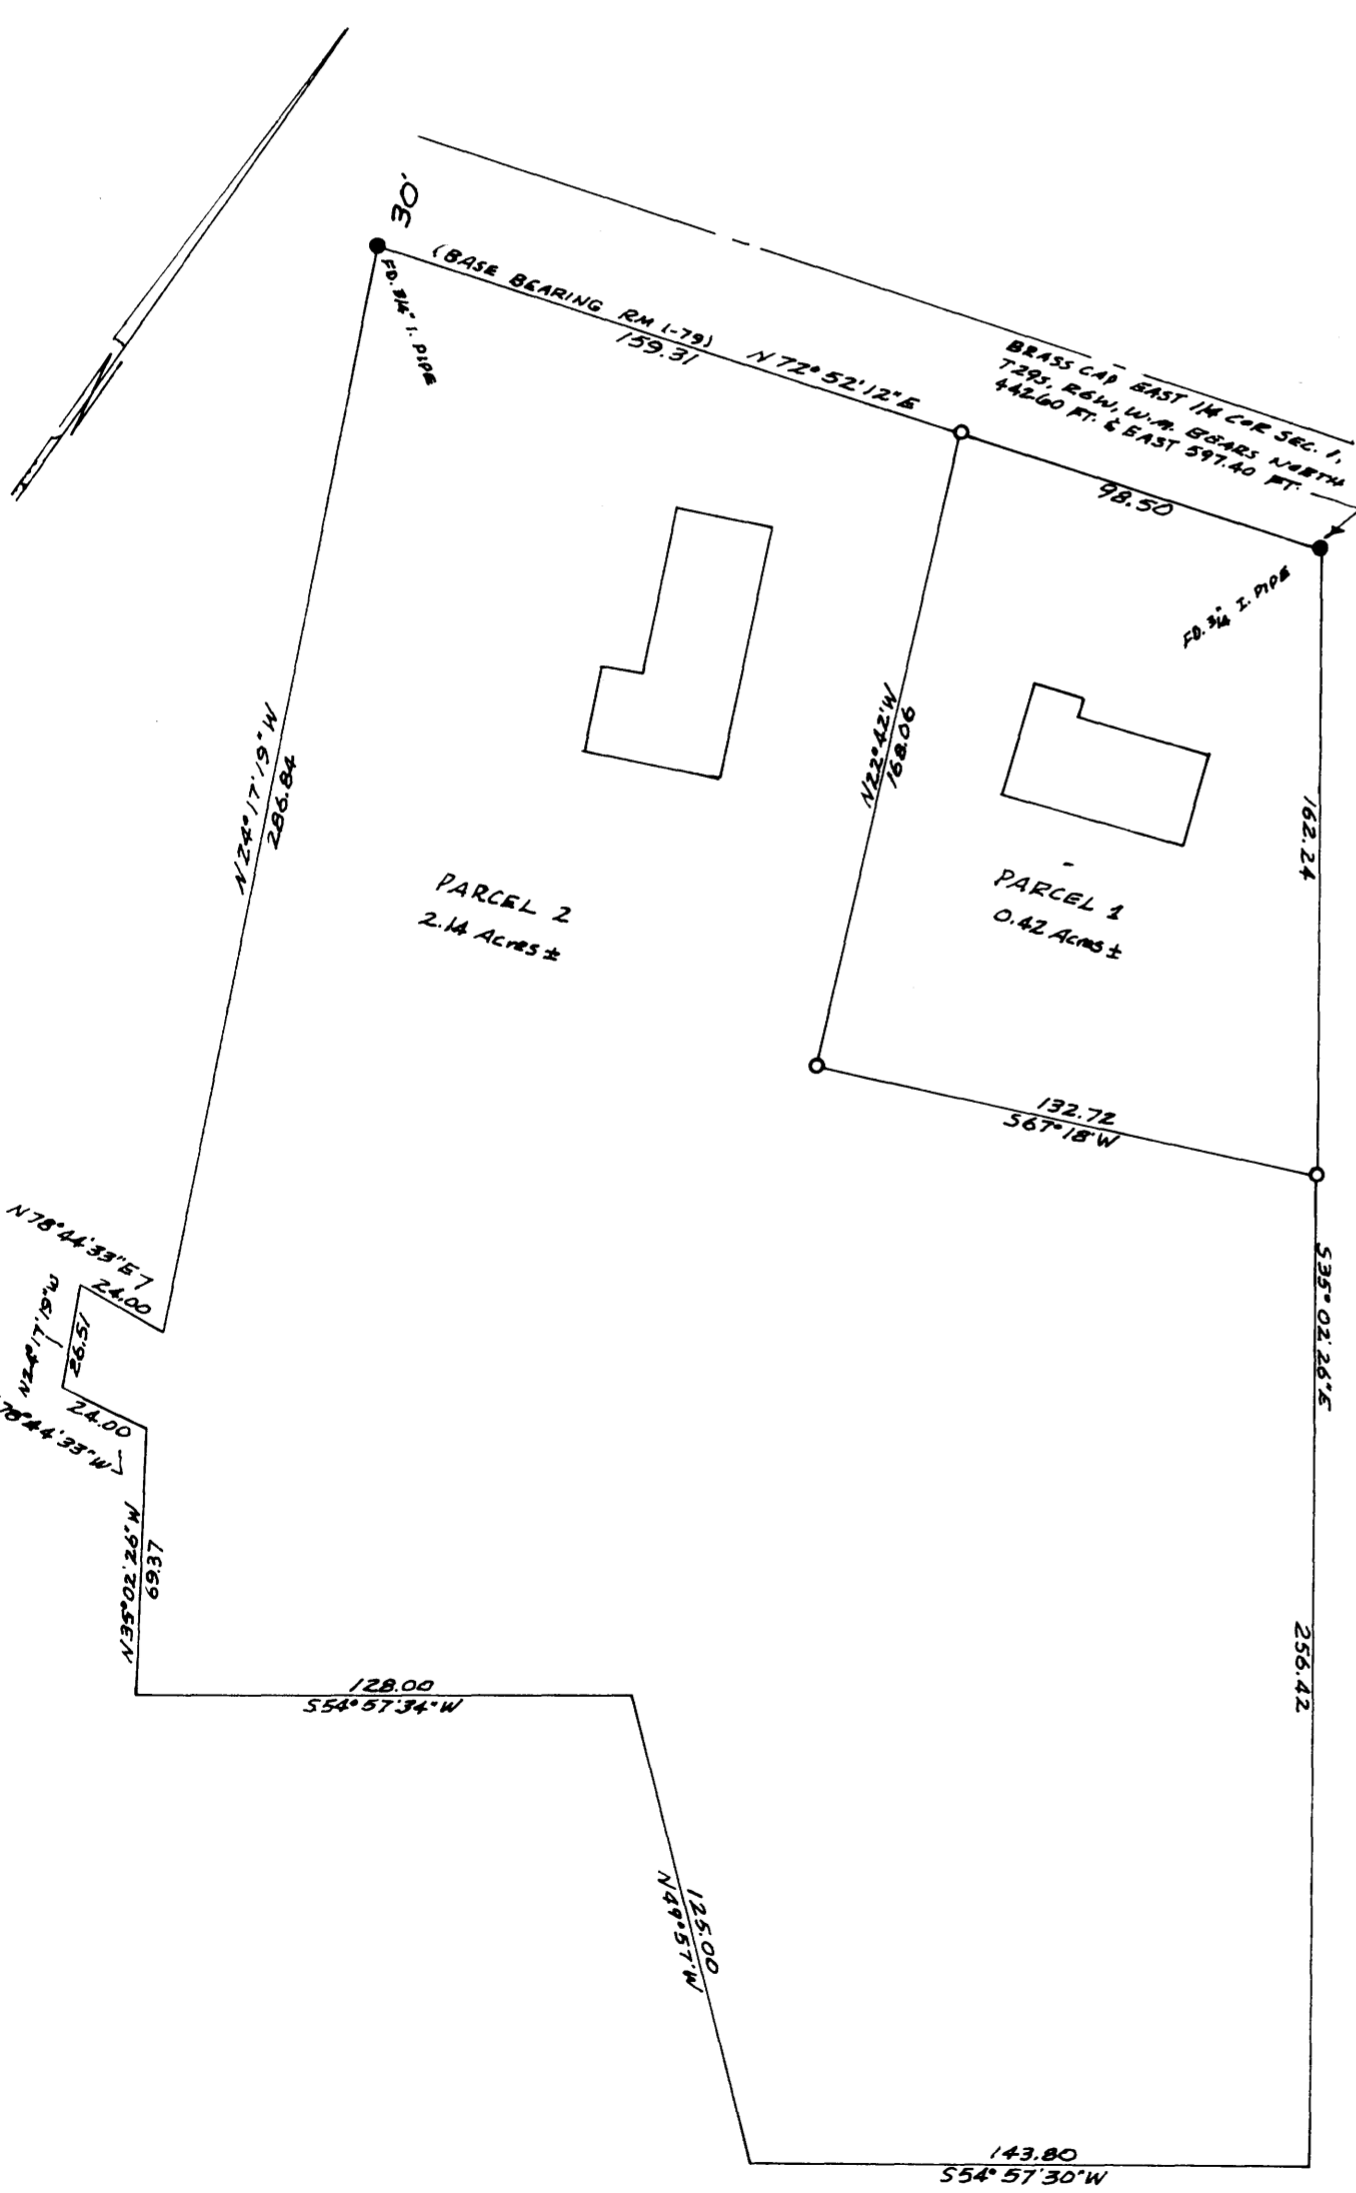 30'
(BASE BEARING RM 1-79)
159.31
N 72° 52' 12" E
FD. 3/4" I. PIPE
BRASS CAP EAST 1/4 COR SEC. 1,
T29S, R6W, W.M. BEARS NORTH
442.60 FT. & EAST 597.40 FT.
98.50
FD. 3/4" I. PIPE
N 24° 17' 19" W
286.84
N22°42'W
168.06
162.24
PARCEL 2
2.14 Acres ±
PARCEL 1
0.42 Acres ±
132.72
S67°18'W
N78°44'33"E
24.00
N24°17'19"W
26.51
24.00
78°44'33"W
S35°02'26"E
256.42
N35°02'26"W
69.37
128.00
S54°57'34"W
125.00
N49°57'W
143.80
S54°57'30"W